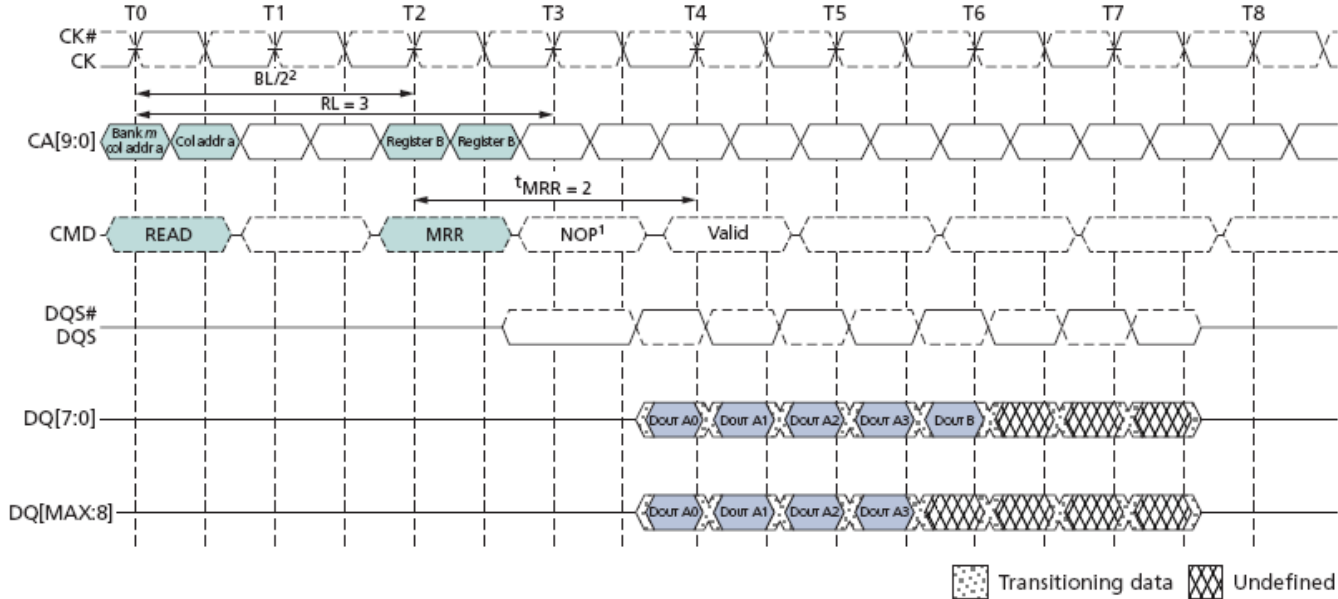 T0 T1 T2 T3 T4 T5 T6 T7 T8
CK#
CK
BL/2²
RL = 3
CA[9:0] Bank m col addr a Col addr a Register B Register B
tMRR = 2
CMD READ MRR NOP¹ Valid
DQS#
DQS
DQ[7:0] DOUT A0 DOUT A1 DOUT A2 DOUT A3 DOUT B
DQ[MAX:8] DOUT A0 DOUT A1 DOUT A2 DOUT A3
Transitioning data Undefined